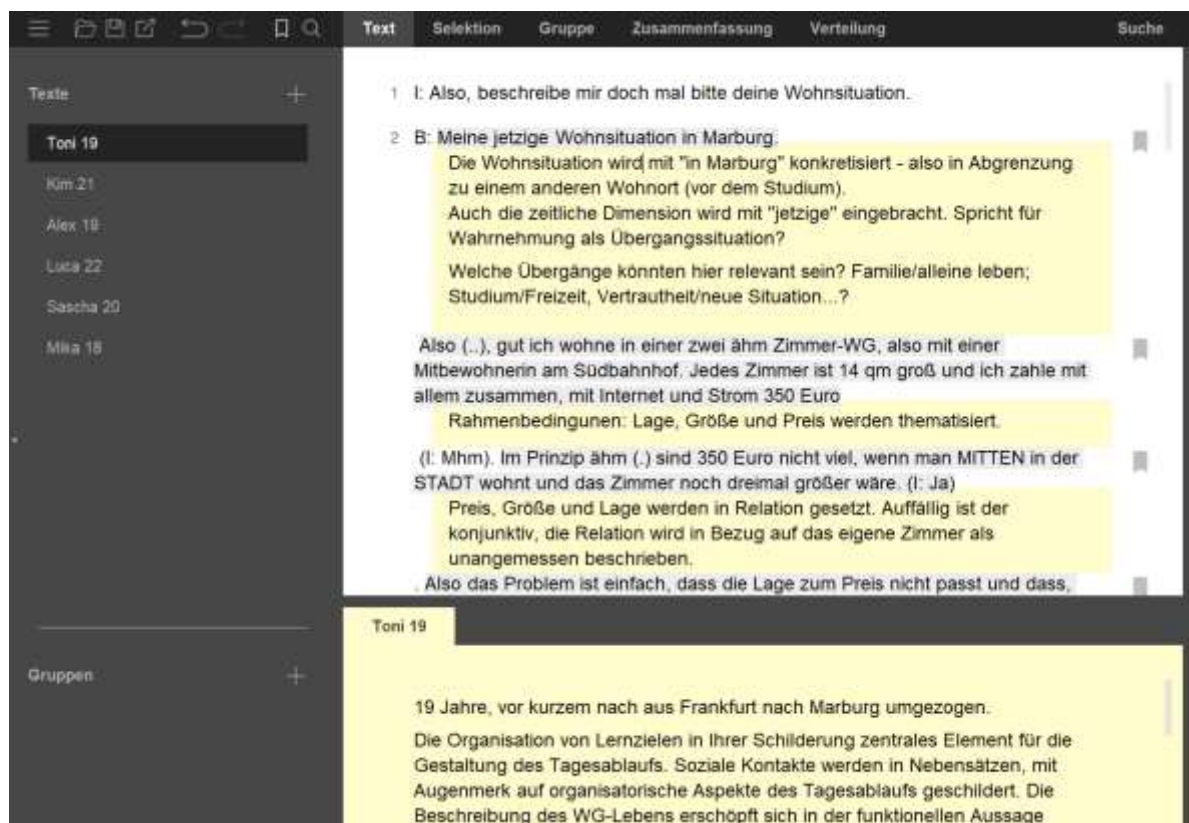 Text Selektion Gruppe Zusammenfassung Verteilung Suche
Texte
Toni 19
Kim 21
Alex 19
Luca 22
Sascha 20
Mika 18
Gruppen
1 I: Also, beschreibe mir doch mal bitte deine Wohnsituation.
2 B: Meine jetzige Wohnsituation in Marburg.
Die Wohnsituation wird mit "in Marburg" konkretisiert - also in Abgrenzung
zu einem anderen Wohnort (vor dem Studium).
Auch die zeitliche Dimension wird mit "jetzige" eingebracht. Spricht für
Wahrnehmung als Übergangssituation?
Welche Übergänge könnten hier relevant sein? Familie/alleine leben;
Studium/Freizeit, Vertrautheit/neue Situation...?
Also (..), gut ich wohne in einer zwei ähm Zimmer-WG, also mit einer
Mitbewohnerin am Südbahnhof. Jedes Zimmer ist 14 qm groß und ich zahle mit
allem zusammen, mit Internet und Strom 350 Euro
Rahmenbedingunen: Lage, Größe und Preis werden thematisiert.
(I: Mhm). Im Prinzip ähm (.) sind 350 Euro nicht viel, wenn man MITTEN in der
STADT wohnt und das Zimmer noch dreimal größer wäre. (I: Ja)
Preis, Größe und Lage werden in Relation gesetzt. Auffällig ist der
konjunktiv, die Relation wird in Bezug auf das eigene Zimmer als
unangemessen beschrieben.
. Also das Problem ist einfach, dass die Lage zum Preis nicht passt und dass,
Toni 19
19 Jahre, vor kurzem nach aus Frankfurt nach Marburg umgezogen.
Die Organisation von Lernzielen in Ihrer Schilderung zentrales Element für die
Gestaltung des Tagesablaufs. Soziale Kontakte werden in Nebensätzen, mit
Augenmerk auf organisatorische Aspekte des Tagesablaufs geschildert. Die
Beschreibung des WG-Lebens erschöpft sich in der funktionellen Aussage